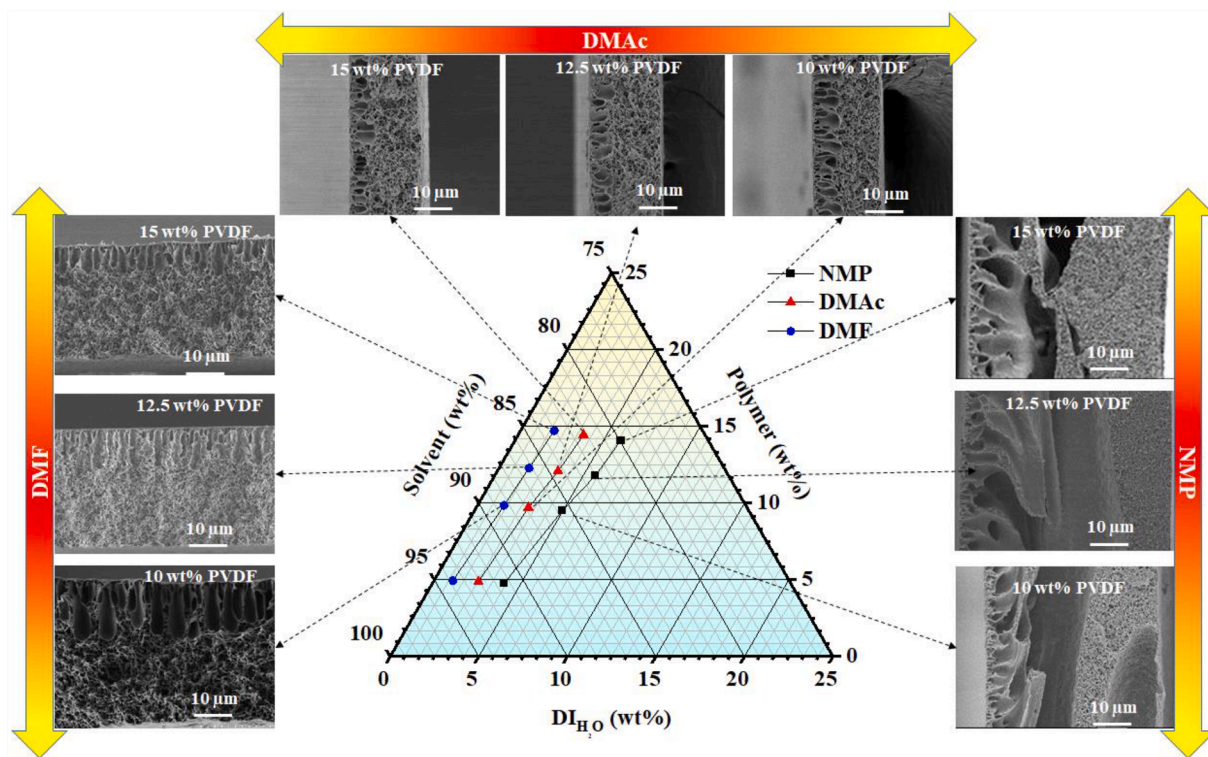 DMAc
15 wt% PVDF
10 µm
12.5 wt% PVDF
10 µm
10 wt% PVDF
10 µm
DMF
15 wt% PVDF
10 µm
12.5 wt% PVDF
10 µm
10 wt% PVDF
10 µm
NMP
DMAc
DMF
Solvent (wt%)
75
80
85
90
95
100
Polymer (wt%)
25
20
15
10
5
0
0
5
10
15
20
25
DI H₂O (wt%)
NMP
15 wt% PVDF
10 µm
12.5 wt% PVDF
10 µm
10 wt% PVDF
10 µm